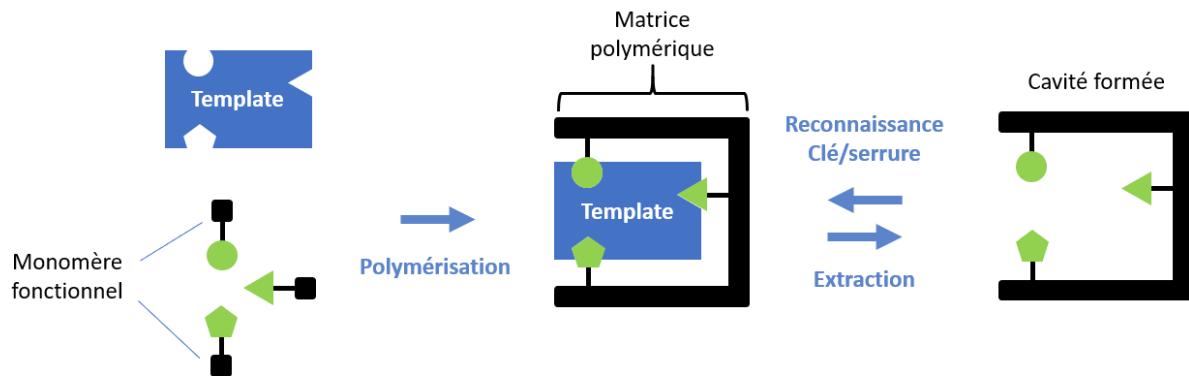 Template
Monomère
fonctionnel
Polymérisation
Matrice
polymérique
Template
Reconnaissance
Clé/serrure
Extraction
Cavité formée